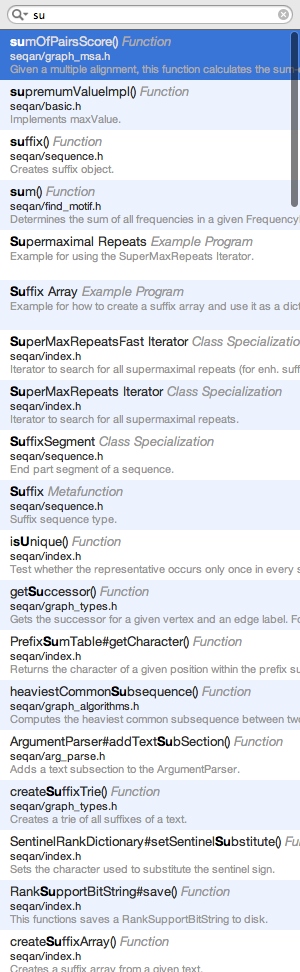 su
sumOfPairsScore() Function
seqan/graph_msa.h
Given a multiple alignment, this function calculates the sum-
supremumValueImpl() Function
seqan/basic.h
Implements maxValue.
suffix() Function
seqan/sequence.h
Creates suffix object.
sum() Function
seqan/find_motif.h
Determines the sum of all frequencies in a given Frequency
Supermaximal Repeats Example Program
Example for using the SuperMaxRepeats Iterator.
Suffix Array Example Program
Example for how to create a suffix array and use it as a dict
SuperMaxRepeatsFast Iterator Class Specializatio
seqan/index.h
Iterator to search for all supermaximal repeats (for enh. suff
SuperMaxRepeats Iterator Class Specialization
seqan/index.h
Iterator to search for all supermaximal repeats.
SuffixSegment Class Specialization
seqan/sequence.h
End part segment of a sequence.
Suffix Metafunction
seqan/sequence.h
Suffix sequence type.
isUnique() Function
seqan/index.h
Test whether the representative occurs only once in every s
getSuccessor() Function
seqan/graph_types.h
Gets the successor for a given vertex and an edge label. Fo
PrefixSumTable#getCharacter() Function
seqan/index.h
Returns the character of a given position within the prefix su
heaviestCommonSubsequence() Function
seqan/graph_algorithms.h
Computes the heaviest common subsequence between two
ArgumentParser#addTextSubSection() Function
seqan/arg_parse.h
Adds a text subsection to the ArgumentParser.
createSuffixTrie() Function
seqan/graph_types.h
Creates a trie of all suffixes of a text.
SentinelRankDictionary#setSentinelSubstitute() Fu
seqan/index.h
Sets the character used to substitute the sentinel sign.
RankSupportBitString#save() Function
seqan/index.h
This functions saves a RankSupportBitString to disk.
createSuffixArray() Function
seqan/index.h
Creates a suffix array from a given text.